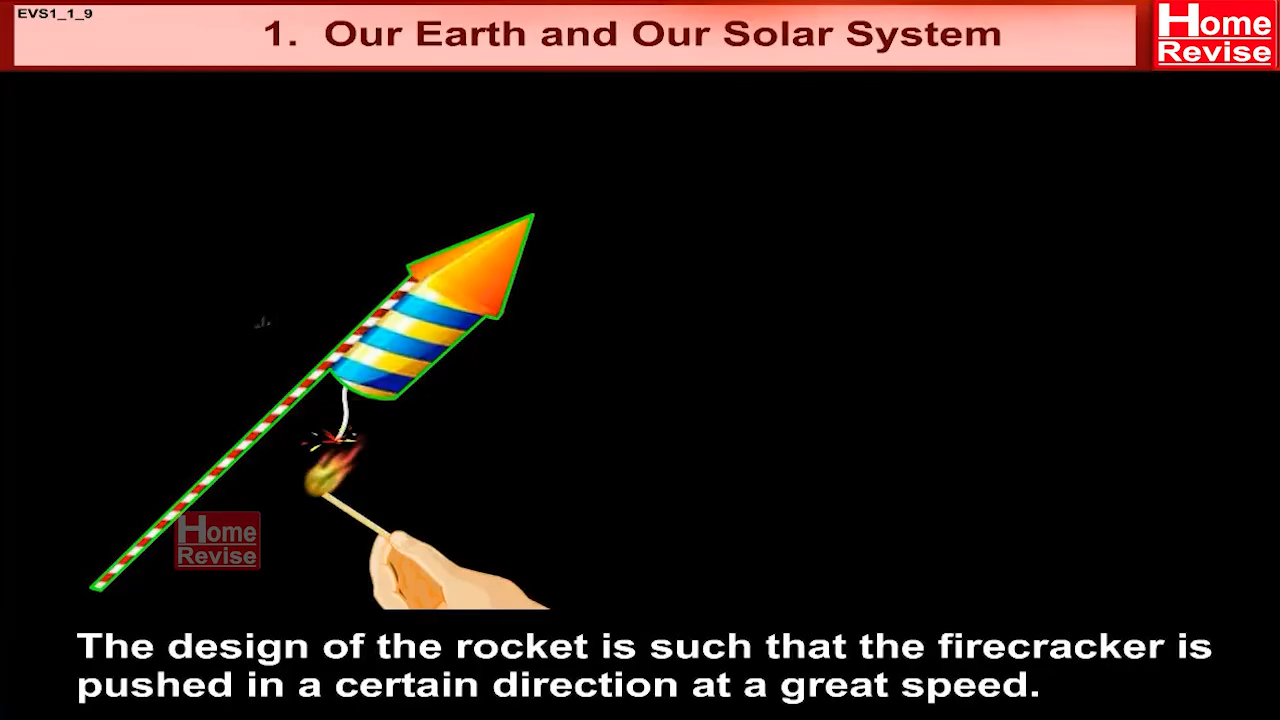 EVS1_1_9
1. Our Earth and Our Solar System
Home
Revise
Home
Revise
The design of the rocket is such that the firecracker is
pushed in a certain direction at a great speed.